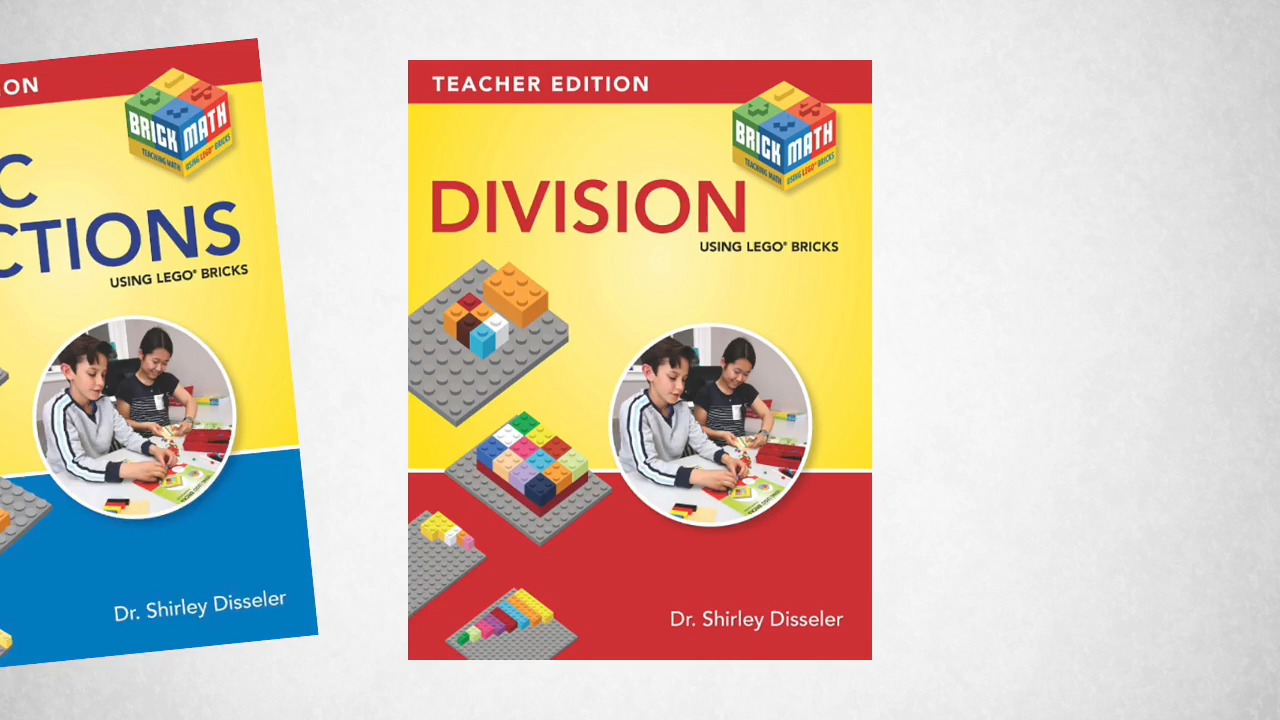 ON
BRICK MATH
TEACHING MATH USING LEGO® BRICKS
C
CTIONS
USING LEGO® BRICKS
Dr. Shirley Disseler
TEACHER EDITION
BRICK MATH
TEACHING MATH USING LEGO® BRICKS
DIVISION
USING LEGO® BRICKS
Dr. Shirley Disseler